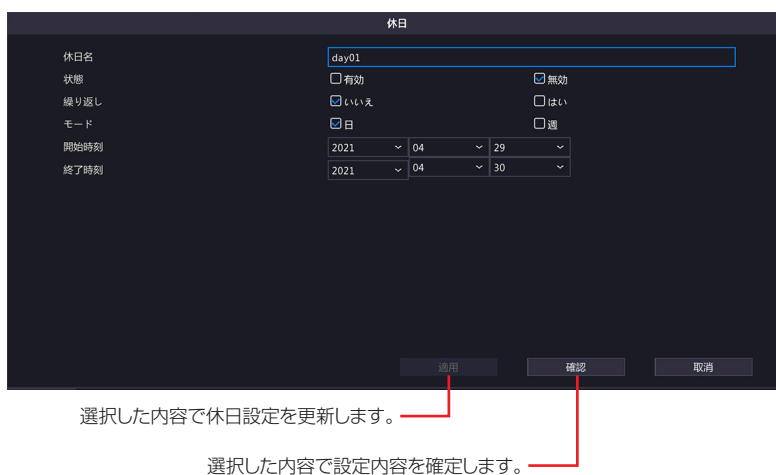 休日
休日名 day01
状態 有効 無効
繰り返し いいえ はい
モード 日 週
開始時刻 2021 04 29
終了時刻 2021 04 30
適用 確認 取消
選択した内容で休日設定を更新します。
選択した内容で設定内容を確定します。